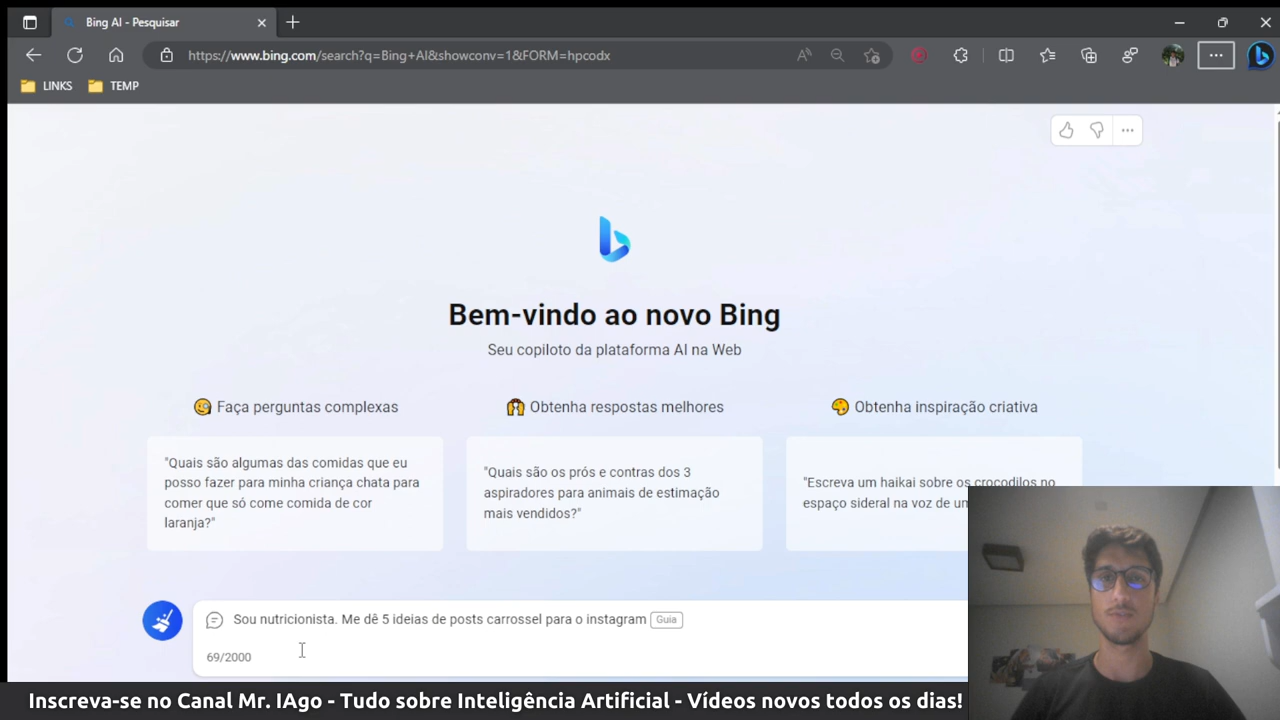 Bing AI - Pesquisar
https://www.bing.com/search?q=Bing+AI&showconv=1&FORM=hpcodx
LINKS
TEMP
Bem-vindo ao novo Bing
Seu copiloto da plataforma AI na Web
Faça perguntas complexas
"Quais são algumas das comidas que eu
posso fazer para minha criança chata para
comer que só come comida de cor
laranja?"
Obtenha respostas melhores
"Quais são os prós e contras dos 3
aspiradores para animais de estimação
mais vendidos?"
Obtenha inspiração criativa
"Escreva um haikai sobre os crocodilos no
espaço sideral na voz de
Sou nutricionista. Me dê 5 ideias de posts carrossel para o instagram Guia
69/2000
Inscreva-se no Canal Mr. IAgo - Tudo sobre Inteligência Artificial - Vídeos novos todos os dias!